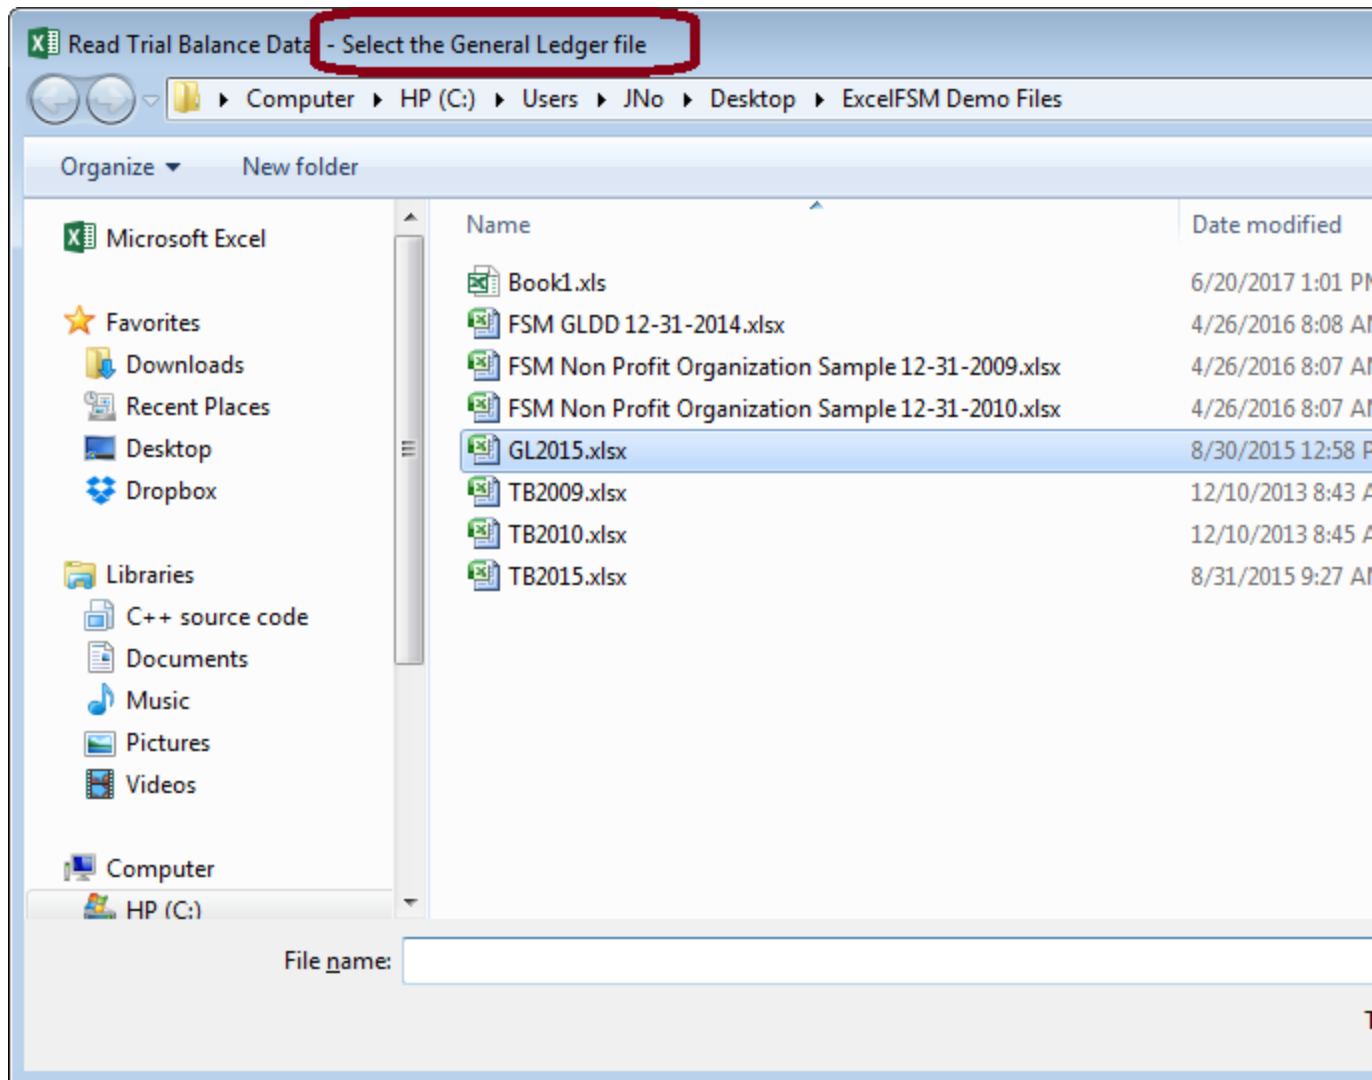 Read Trial Balance Data - Select the General Ledger file
Computer HP (C:) Users JNo Desktop ExcelFSM Demo Files
Organize New folder
Microsoft Excel
Favorites
Downloads
Recent Places
Desktop
Dropbox
Libraries
C++ source code
Documents
Music
Pictures
Videos
Computer
HP (C:)
Name Date modified
Book1.xls 6/20/2017 1:01 PM
FSM GLDD 12-31-2014.xlsx 4/26/2016 8:08 AM
FSM Non Profit Organization Sample 12-31-2009.xlsx 4/26/2016 8:07 AM
FSM Non Profit Organization Sample 12-31-2010.xlsx 4/26/2016 8:07 AM
GL2015.xlsx 8/30/2015 12:58 P
TB2009.xlsx 12/10/2013 8:43 A
TB2010.xlsx 12/10/2013 8:45 A
TB2015.xlsx 8/31/2015 9:27 AM
File name: